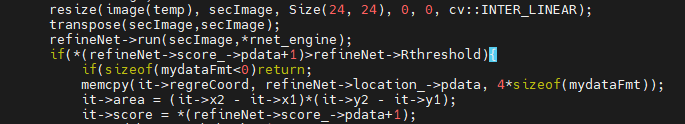 resize(image(temp), secImage, Size(24, 24), 0, 0, cv::INTER_LINEAR);
transpose(secImage,secImage);
refineNet->run(secImage,*rnet_engine);
if(*(refineNet->score_->pdata+1)>refineNet->Rthreshold){
if(sizeof(mydataFmt<0)return;
memcpy(it->regreCoord, refineNet->location_->pdata, 4*sizeof(mydataFmt));
it->area = (it->x2 - it->x1)*(it->y2 - it->y1);
it->score = *(refineNet->score_->pdata+1);